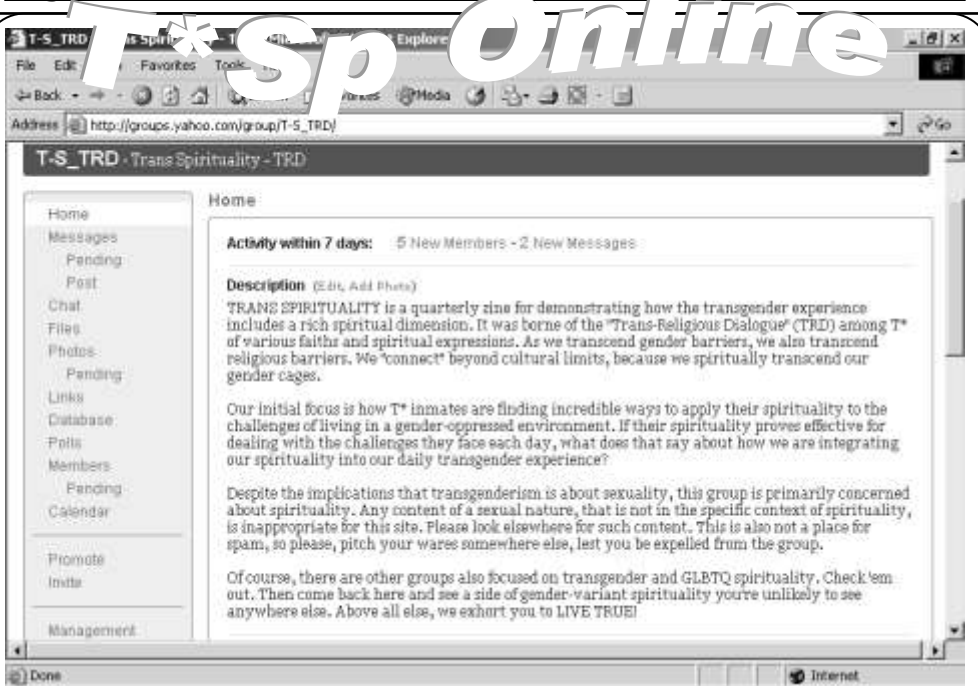 T*Sp Online
T-S_TRD
Explore
File Edit Favorites Tools
Back Media
Address http://groups.yahoo.com/group/T-S_TRD/ Go
T-S_TRD · Trans Spirituality - TRD
Home
Home
Messages
Pending
Post
Chat
Files
Photos
Pending
Links
Database
Polls
Members
Pending
Calendar
Promote
Invite
Management
Activity within 7 days: 5 New Members - 2 New Messages
Description (Edit, Add Photo)
TRANS SPIRITUALITY is a quarterly zine for demonstrating how the transgender experience
includes a rich spiritual dimension. It was borne of the "Trans-Religious Dialogue" (TRD) among T*
of various faiths and spiritual expressions. As we transcend gender barriers, we also transcend
religious barriers. We "connect" beyond cultural limits, because we spiritually transcend our
gender cages.
Our initial focus is how T* inmates are finding incredible ways to apply their spirituality to the
challenges of living in a gender-oppressed environment. If their spirituality proves effective for
dealing with the challenges they face each day, what does that say about how we are integrating
our spirituality into our daily transgender experience?
Despite the implications that transgenderism is about sexuality, this group is primarily concerned
about spirituality. Any content of a sexual nature, that is not in the specific context of spirituality,
is inappropriate for this site. Please look elsewhere for such content. This is also not a place for
spam, so please, pitch your wares somewhere else, lest you be expelled from the group.
Of course, there are other groups also focused on transgender and GLBTQ spirituality. Check 'em
out. Then come back here and see a side of gender-variant spirituality you're unlikely to see
anywhere else. Above all else, we exhort you to LIVE TRUE!
Done Internet